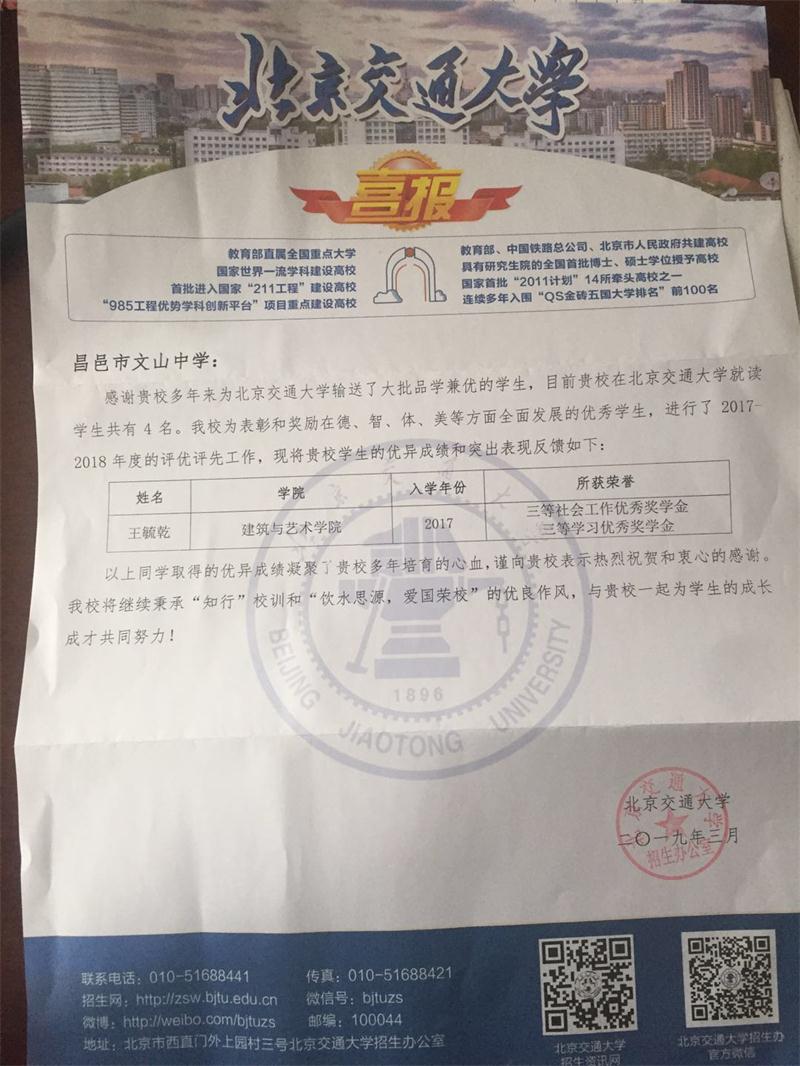 北京交通大學
喜报
教育部直属全国重点大学
国家世界一流学科建设高校
首批进入国家“211工程”建设高校
“985工程优势学科创新平台”项目重点建设高校
教育部、中国铁路总公司、北京市人民政府共建高校
具有研究生院的全国首批博士、硕士学位授予高校
国家首批“2011计划”14所牵头高校之一
连续多年入围“QS金砖五国大学排名”前100名
昌邑市文山中学：
感谢贵校多年来为北京交通大学输送了大批品学兼优的学生，目前贵校在北京交通大学就读
学生共有 4 名。我校为表彰和奖励在德、智、体、美等方面全面发展的优秀学生，进行了 2017-
2018 年度的评优评先工作，现将贵校学生的优异成绩和突出表现反馈如下：
姓名 学院 入学年份 所获荣誉
王毓乾 建筑与艺术学院 2017 三等社会工作优秀奖学金
三等学习优秀奖学金
以上同学取得的优异成绩凝聚了贵校多年培育的心血，谨向贵校表示热烈祝贺和衷心的感谢。
我校将继续秉承“知行”校训和“饮水思源，爱国荣校”的优良作风，与贵校一起为学生的成长
成才共同努力！
1896
BEIJING JIAOTONG UNIVERSITY
北京交通大学
二〇一九年三月
北京交通大学
招生办公室
联系电话：010-51688441 传真：010-51688421
招生网：http://zsw.bjtu.edu.cn 微信号：bjtuzs
微博：http://weibo.com/bjtuzs 邮编：100044
地址：北京市西直门外上园村三号北京交通大学招生办公室
北京交通大学
招生资讯网
北京交通大学招生办
官方微信